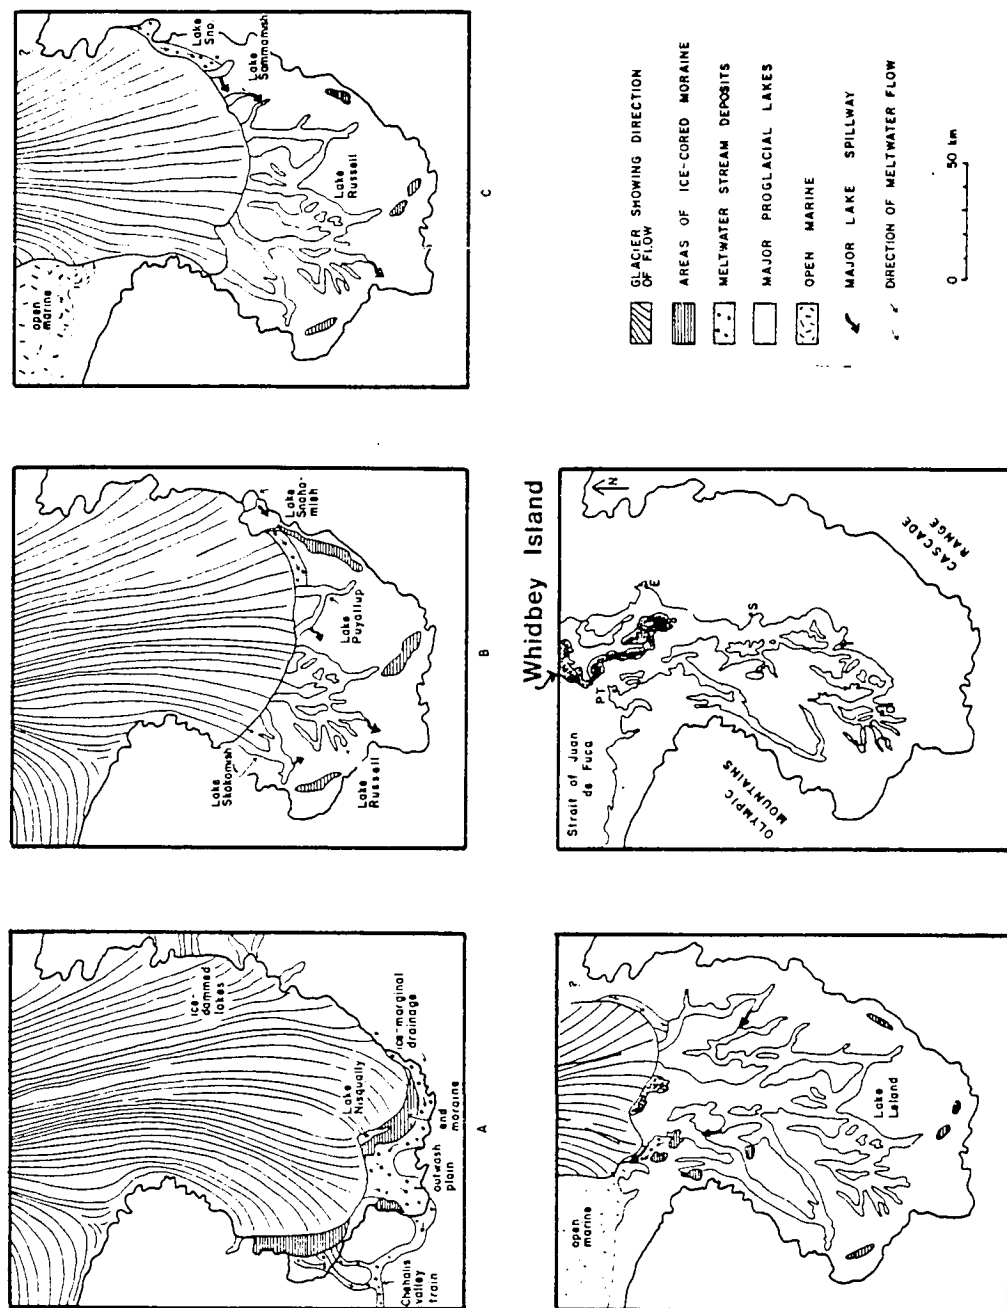 Chehalis
valley
train
outwash
plain
end
moraine
Lake
Nisqually
ice-marginal
drainage
ice-
dammed
lakes
A
Lake
Skokomish
Lake
Russell
Lake
Puyallup
Lake
Snoho-
mish
B
open
marine
Lake
Russell
Lake
Sammamish
Lake
Sno.
?
C
open
marine
Lake
Leland
?
Whidbey Island
Strait of Juan
de Fuca
PT
E
S
N
OLYMPIC
MOUNTAINS
CASCADE
RANGE
GLACIER SHOWING DIRECTION
OF FLOW
AREAS OF ICE-CORED MORAINE
MELTWATER STREAM DEPOSITS
MAJOR PROGLACIAL LAKES
OPEN MARINE
MAJOR LAKE SPILLWAY
DIRECTION OF MELTWATER FLOW
0 50 km